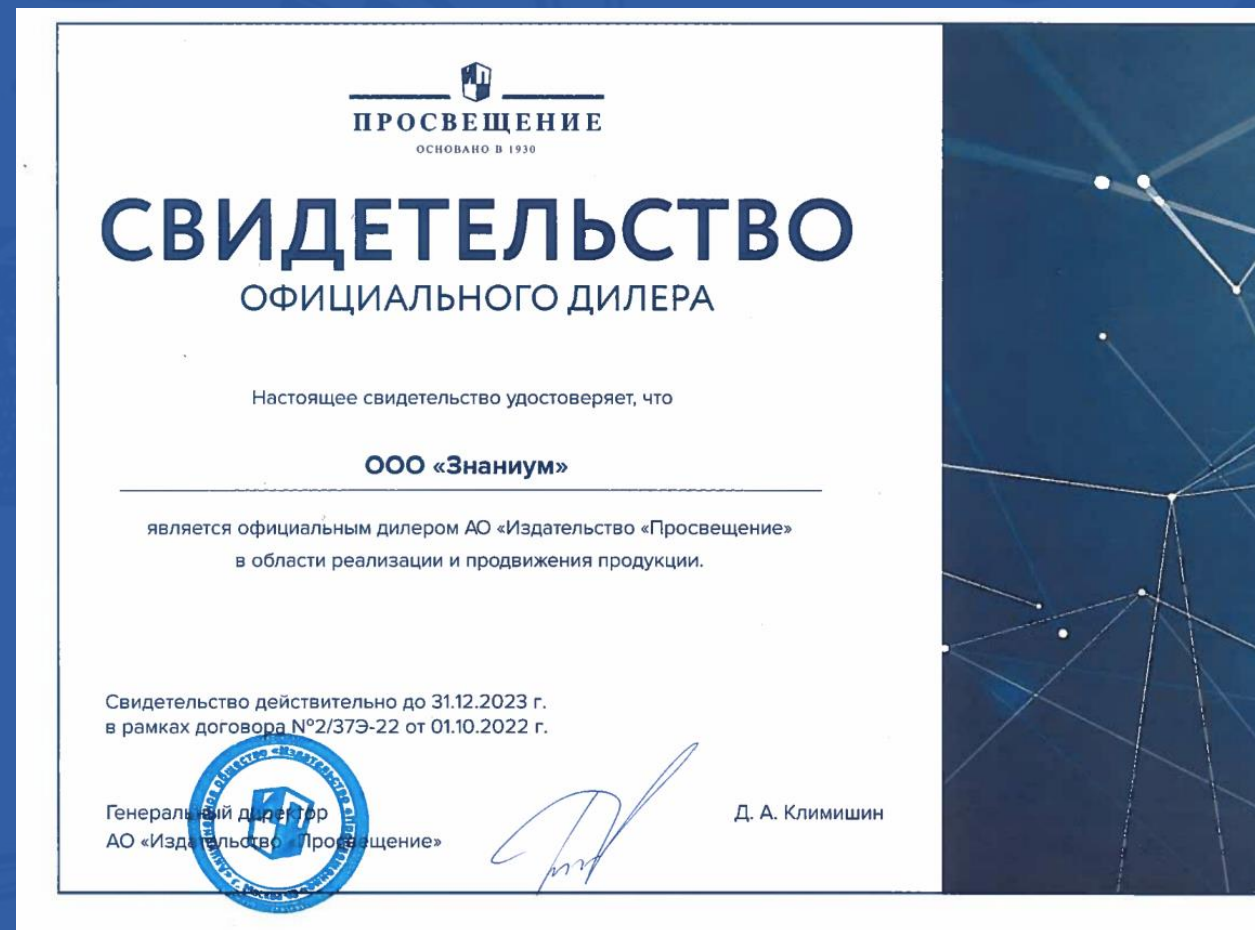 ПРОСВЕЩЕНИЕ
ОСНОВАНО В 1930
СВИДЕТЕЛЬСТВО
ОФИЦИАЛЬНОГО ДИЛЕРА
Настоящее свидетельство удостоверяет, что
ООО «Знаниум»
является официальным дилером АО «Издательство «Просвещение»
в области реализации и продвижения продукции.
Свидетельство действительно до 31.12.2023 г.
в рамках договора №2/37Э-22 от 01.10.2022 г.
Генеральный директор
Д. А. Климишин
АО «Издательство «Просвещение»